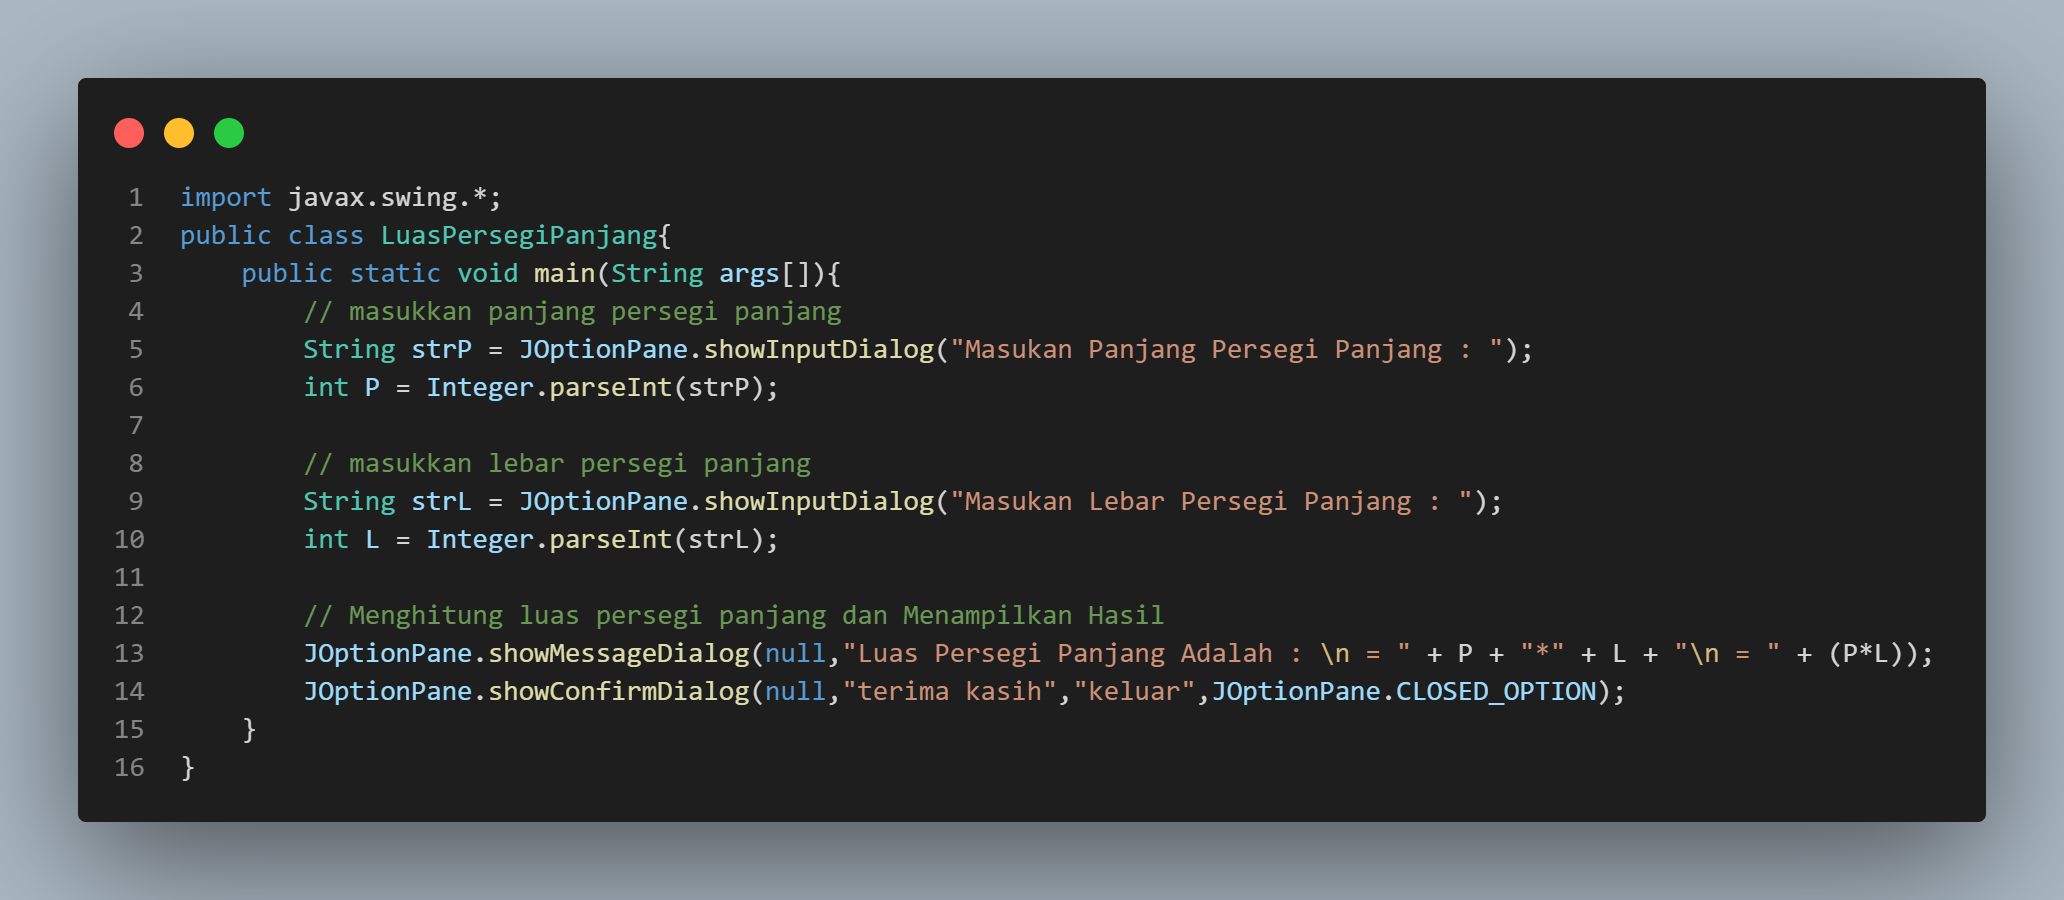 1 import javax.swing.*;
2 public class LuasPersegiPanjang{
3     public static void main(String args[]){
4         // masukkan panjang persegi panjang
5         String strP = JOptionPane.showInputDialog("Masukan Panjang Persegi Panjang : ");
6         int P = Integer.parseInt(strP);
7
8         // masukkan lebar persegi panjang
9         String strL = JOptionPane.showInputDialog("Masukan Lebar Persegi Panjang : ");
10         int L = Integer.parseInt(strL);
11
12         // Menghitung luas persegi panjang dan Menampilkan Hasil
13         JOptionPane.showMessageDialog(null,"Luas Persegi Panjang Adalah : \n = " + P + "*" + L + "\n = " + (P*L));
14         JOptionPane.showConfirmDialog(null,"terima kasih","keluar",JOptionPane.CLOSED_OPTION);
15     }
16 }